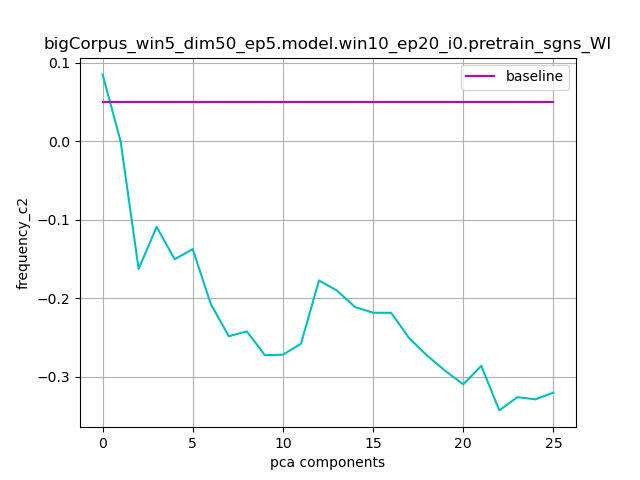 bigCorpus_win5_dim50_ep5.model.win10_ep20_i0.pretrain_sgns_WI
baseline
0.1
0.0
−0.1
−0.2
−0.3
frequency_c2
0 5 10 15 20 25
pca components